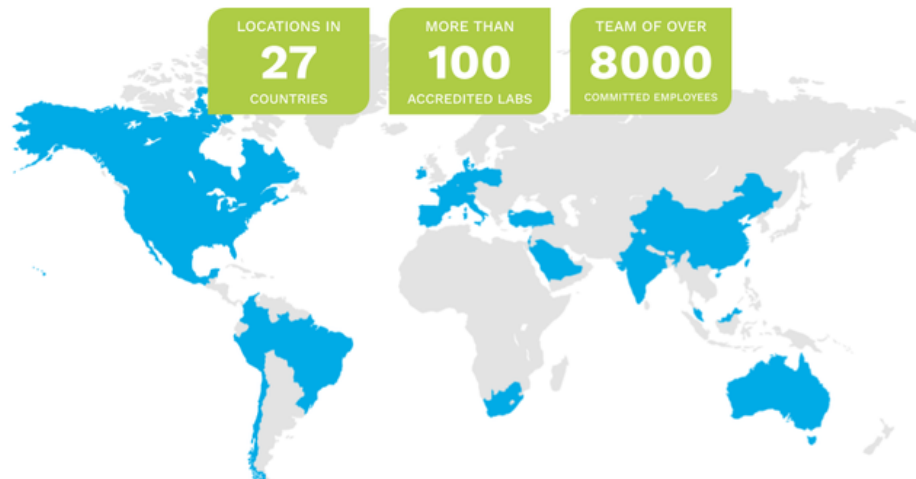 LOCATIONS IN
27
COUNTRIES
MORE THAN
100
ACCREDITED LABS
TEAM OF OVER
8000
COMMITTED EMPLOYEES